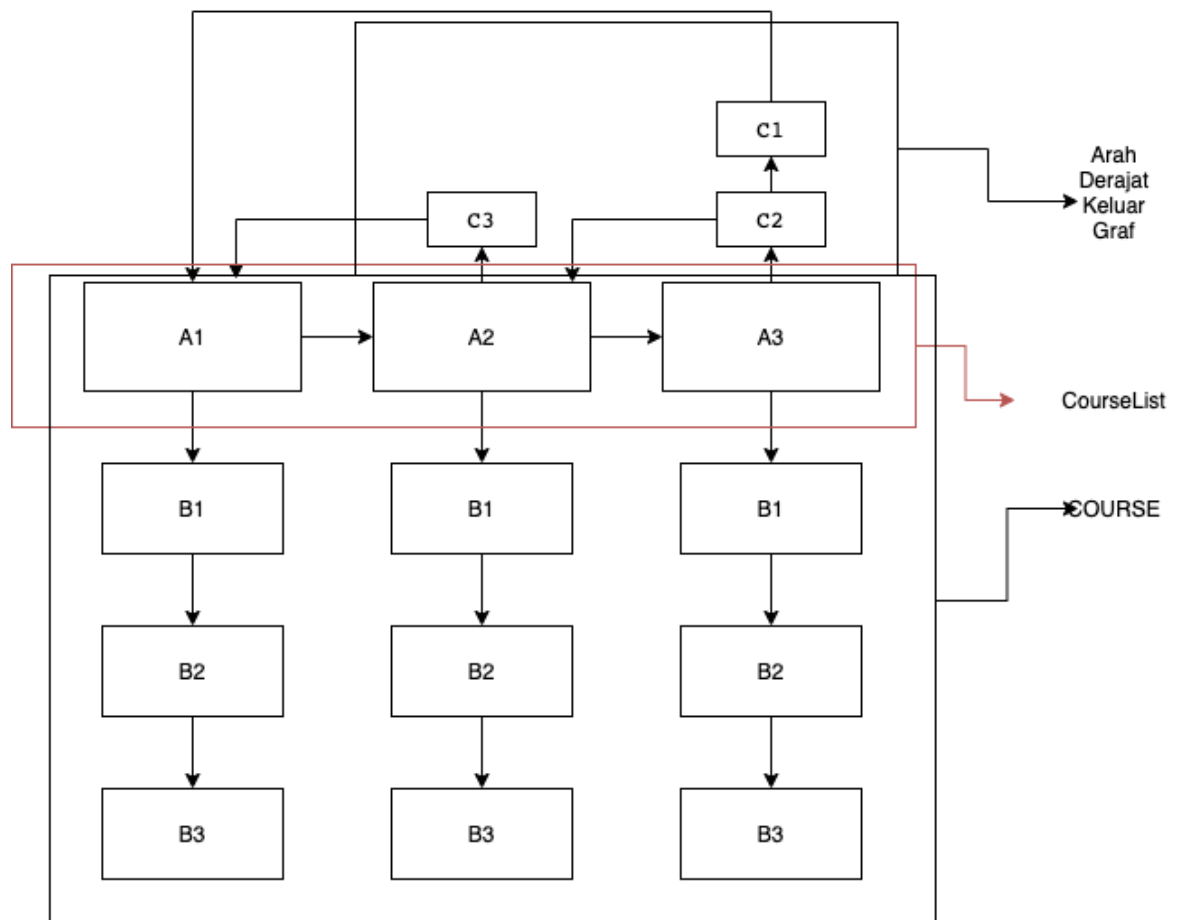 C1
Arah
Derajat
Keluar
Graf
C3
C2
A1
A2
A3
CourseList
B1
B1
B1
COURSE
B2
B2
B2
B3
B3
B3